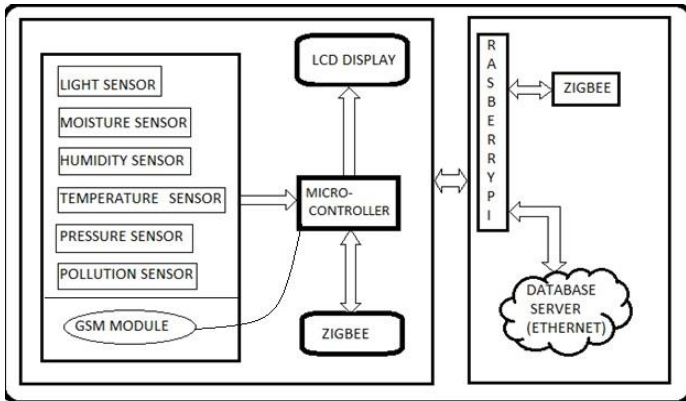 LIGHT SENSOR
MOISTURE SENSOR
HUMIDITY SENSOR
TEMPERATURE SENSOR
PRESSURE SENSOR
POLLUTION SENSOR
GSM MODULE
LCD DISPLAY
MICRO-
CONTROLLER
ZIGBEE
R
A
S
B
E
R
R
Y
P
I
ZIGBEE
DATABASE
SERVER
(ETHERNET)